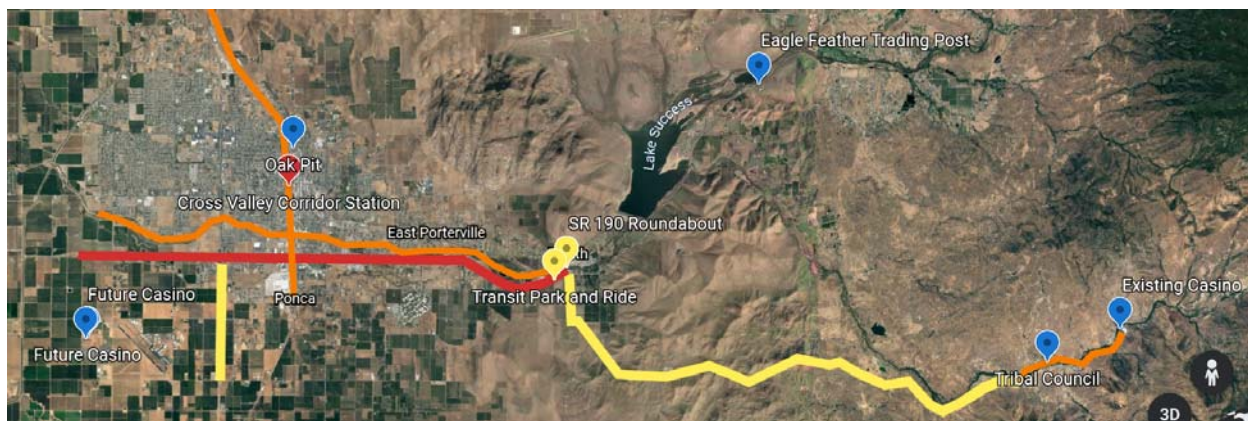 Eagle Feather Trading Post
Lake Success
Oak Pit
Cross Valley Corridor Station
SR 190 Roundabout
East Porterville
th
Transit Park and Ride
Future Casino
Ponca
Existing Casino
Future Casino
Tribal Council
3D